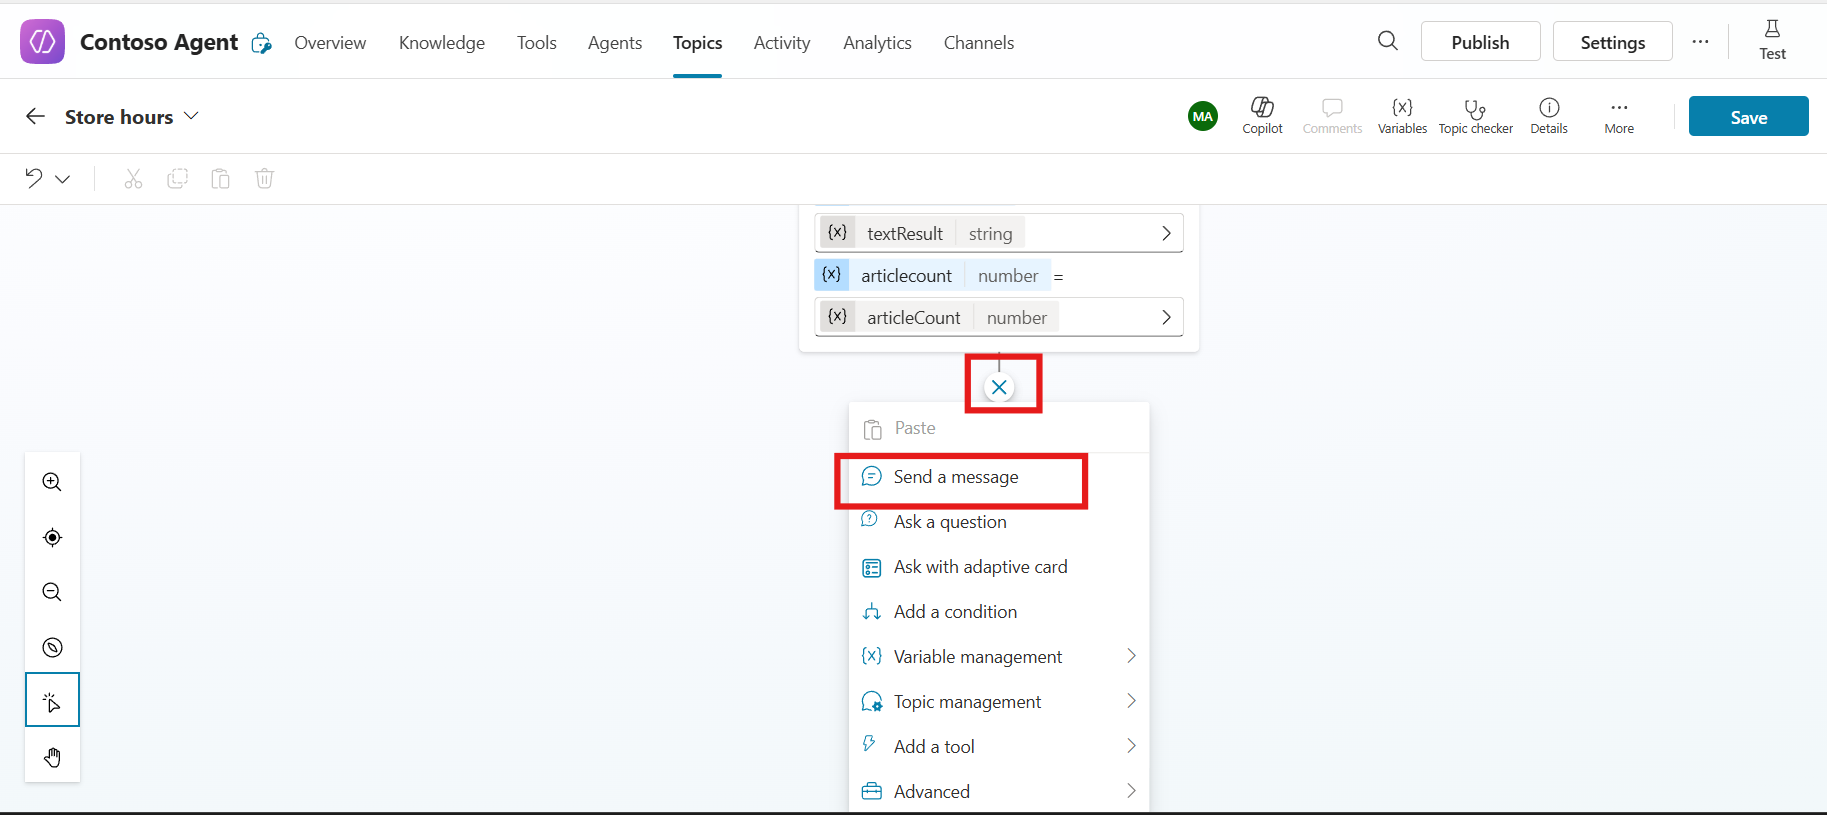 Contoso Agent
Overview
Knowledge
Tools
Agents
Topics
Activity
Analytics
Channels
Publish
Settings
...
Test
Store hours
MA
Copilot
Comments
{x}
Variables
Topic checker
Details
...
More
Save
{x} textResult string
{x} articlecount number =
{x} articleCount number
Paste
Send a message
Ask a question
Ask with adaptive card
Add a condition
{x} Variable management
Topic management
Add a tool
Advanced